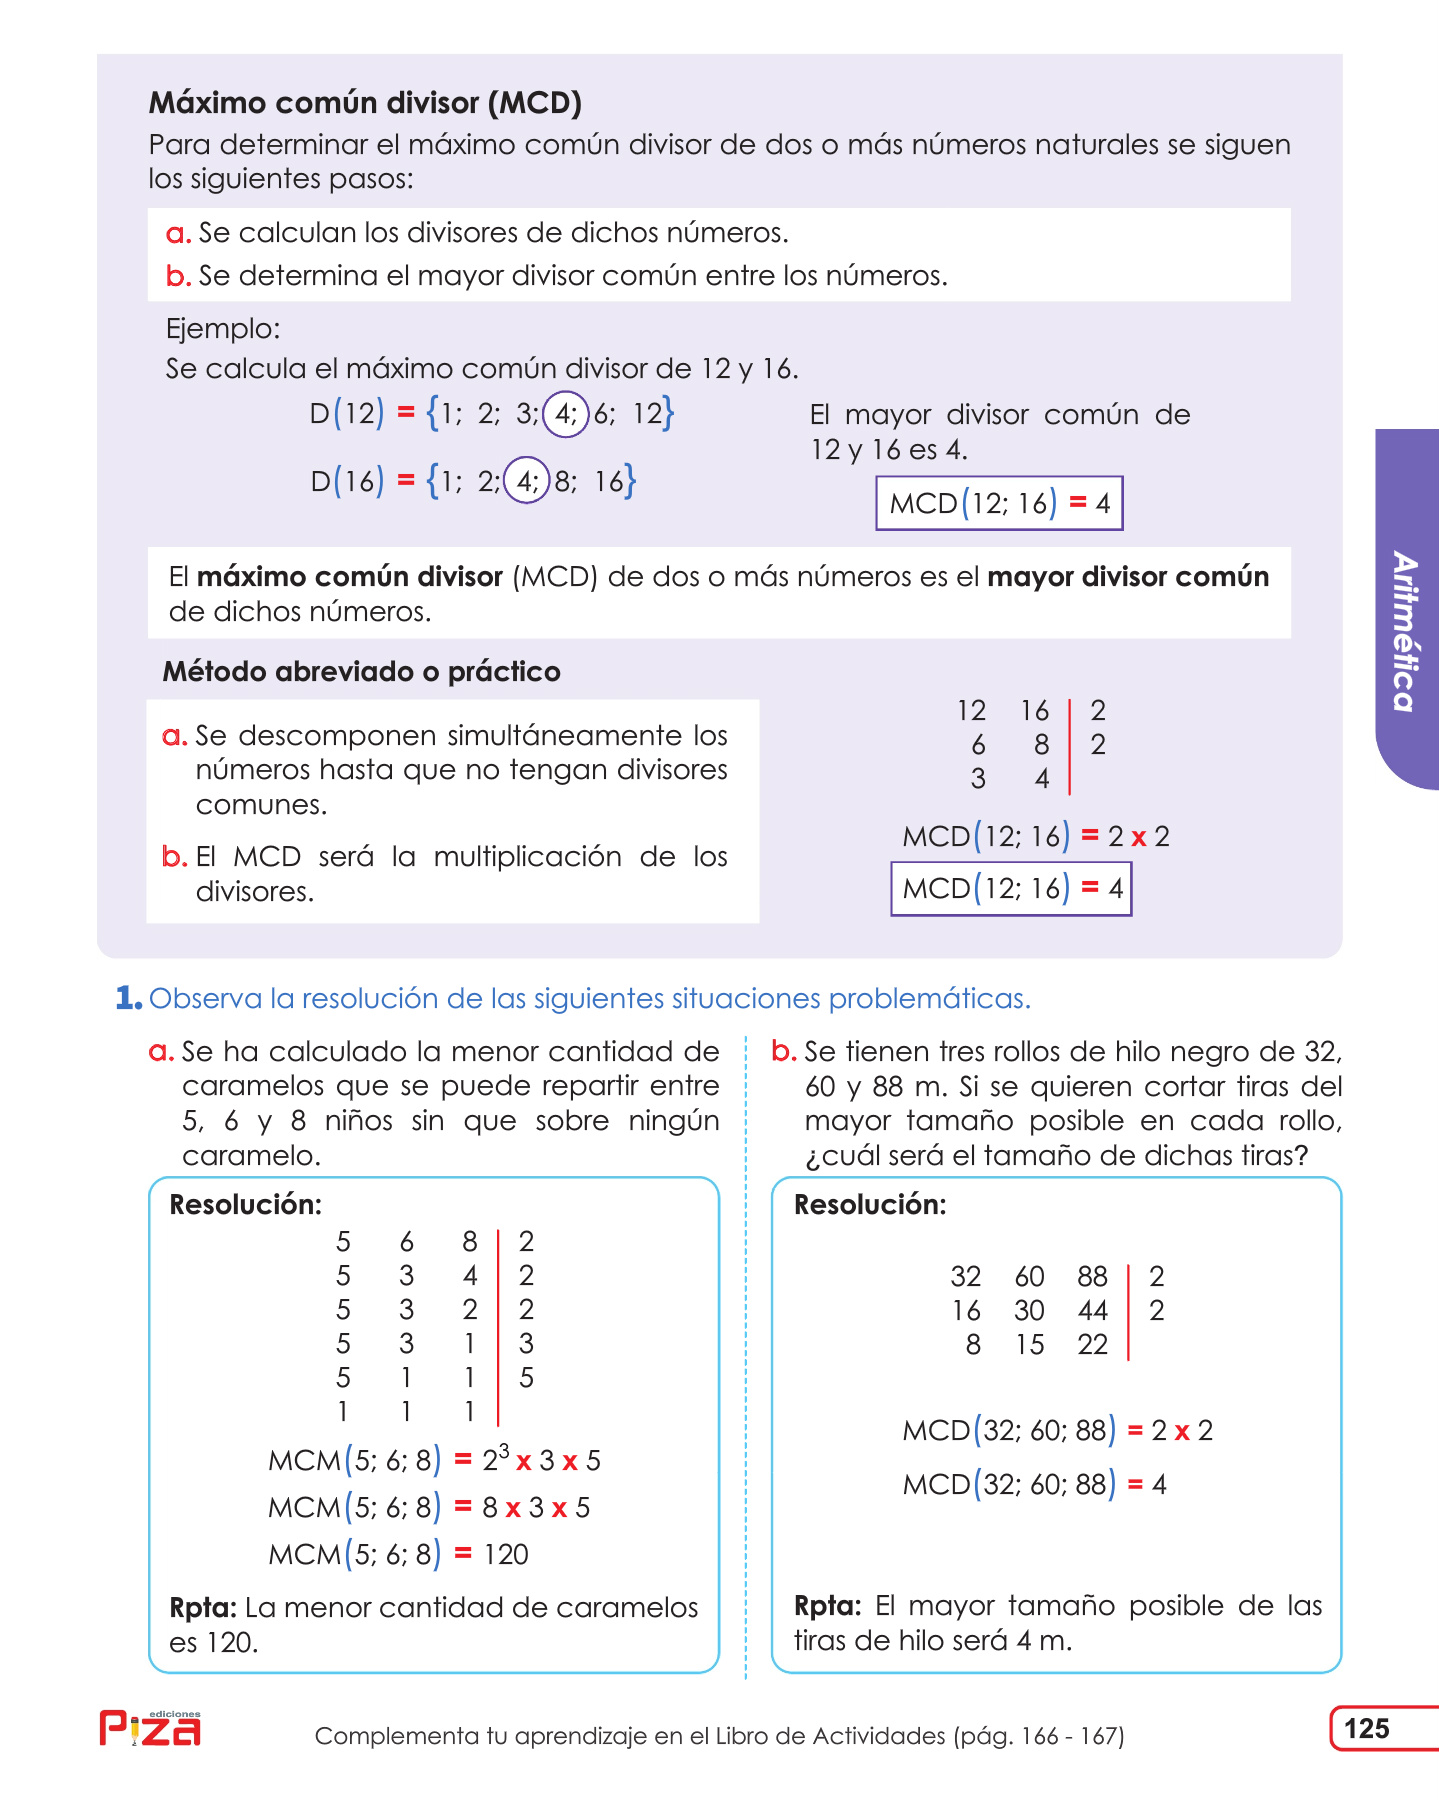 Máximo común divisor (MCD)
Para determinar el máximo común divisor de dos o más números naturales se siguen
los siguientes pasos:
a. Se calculan los divisores de dichos números.
b. Se determina el mayor divisor común entre los números.
Ejemplo:
Se calcula el máximo común divisor de 12 y 16.
D(12) = {1; 2; 3; 4; 6; 12}
D(16) = {1; 2; 4; 8; 16}
El mayor divisor común de
12 y 16 es 4.
MCD(12; 16) = 4
El máximo común divisor (MCD) de dos o más números es el mayor divisor común
de dichos números.
Método abreviado o práctico
a. Se descomponen simultáneamente los
números hasta que no tengan divisores
comunes.
b. El MCD será la multiplicación de los
divisores.
12 16 | 2
6 8 | 2
3 4 |
MCD(12; 16) = 2 x 2
MCD(12; 16) = 4
Aritmética
1. Observa la resolución de las siguientes situaciones problemáticas.
a. Se ha calculado la menor cantidad de
caramelos que se puede repartir entre
5, 6 y 8 niños sin que sobre ningún
caramelo.
Resolución:
5 6 8 | 2
5 3 4 | 2
5 3 2 | 2
5 3 1 | 3
5 1 1 | 5
1 1 1 |
MCM(5; 6; 8) = 2³ x 3 x 5
MCM(5; 6; 8) = 8 x 3 x 5
MCM(5; 6; 8) = 120
Rpta: La menor cantidad de caramelos
es 120.
b. Se tienen tres rollos de hilo negro de 32,
60 y 88 m. Si se quieren cortar tiras del
mayor tamaño posible en cada rollo,
¿cuál será el tamaño de dichas tiras?
Resolución:
32 60 88 | 2
16 30 44 | 2
8 15 22 |
MCD(32; 60; 88) = 2 x 2
MCD(32; 60; 88) = 4
Rpta: El mayor tamaño posible de las
tiras de hilo será 4 m.
ediciones
Piza
Complementa tu aprendizaje en el Libro de Actividades (pág. 166 - 167)
125